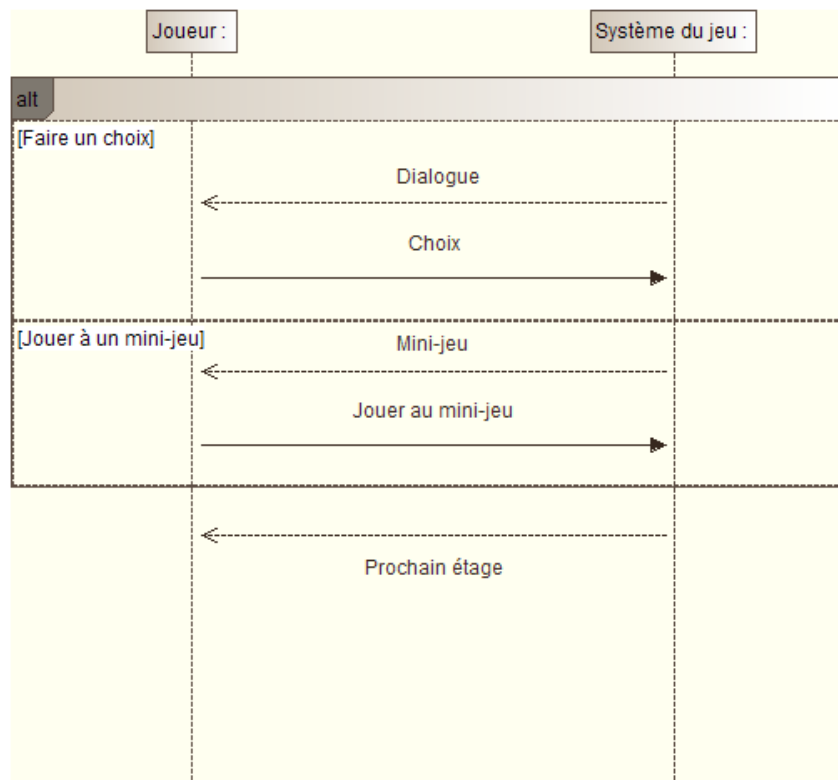 Joueur :
Système du jeu :
alt
[Faire un choix]
Dialogue
Choix
[Jouer à un mini-jeu]
Mini-jeu
Jouer au mini-jeu
Prochain étage